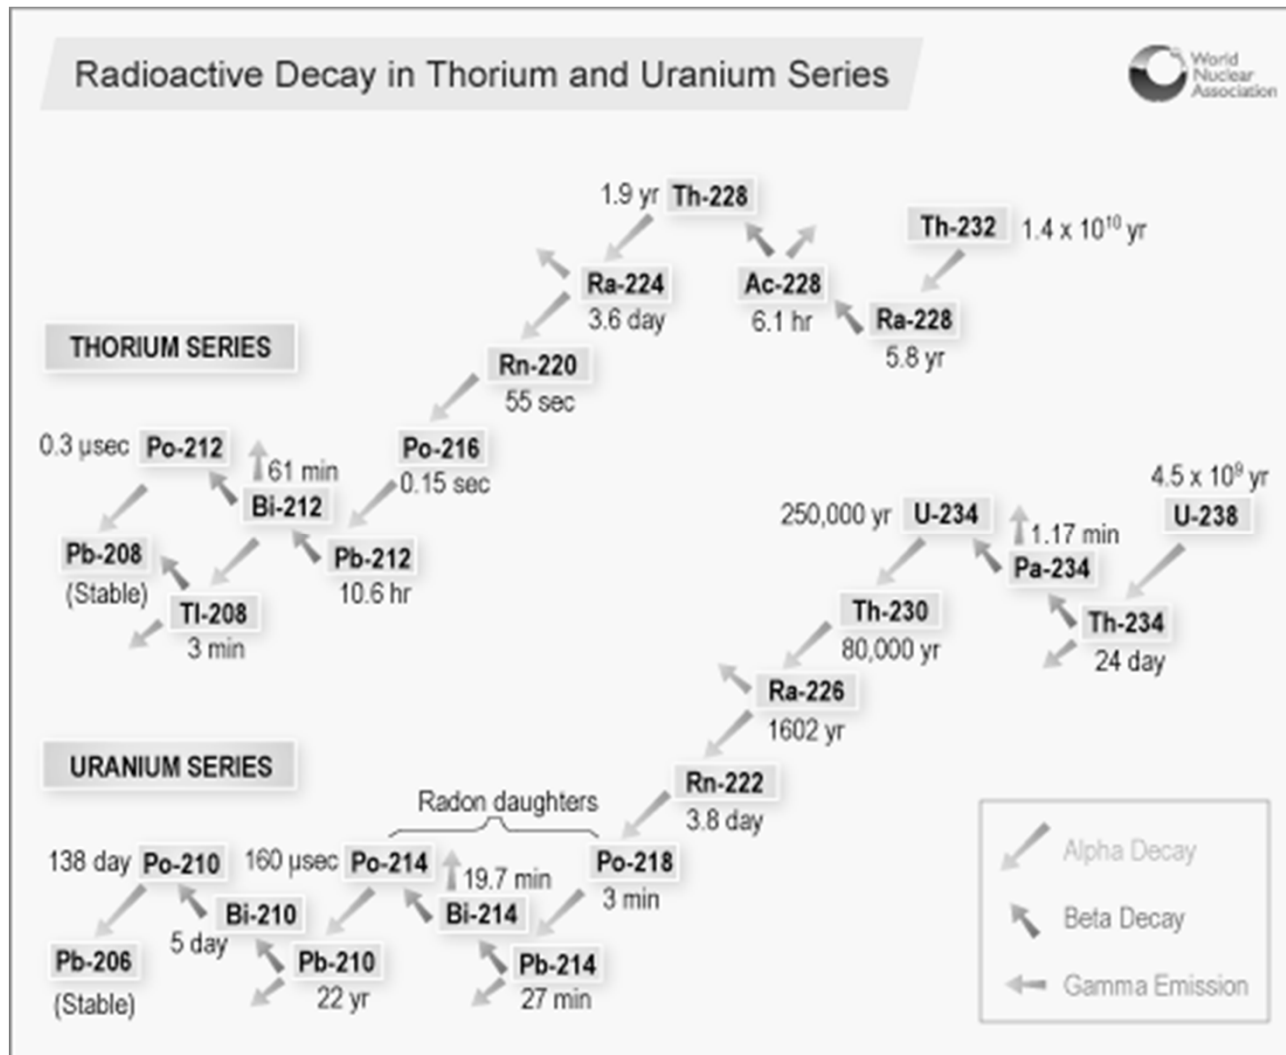 Radioactive Decay in Thorium and Uranium Series
World
Nuclear
Association
1.9 yr Th-228
Th-232 1.4 x 10¹⁰ yr
Ra-224
3.6 day
Ac-228
6.1 hr
Ra-228
5.8 yr
THORIUM SERIES
Rn-220
55 sec
0.3 µsec Po-212
61 min
Bi-212
Po-216
0.15 sec
Pb-208
(Stable)
Pb-212
10.6 hr
Tl-208
3 min
4.5 x 10⁹ yr
U-238
250,000 yr U-234
1.17 min
Pa-234
Th-230
80,000 yr
Th-234
24 day
Ra-226
1602 yr
URANIUM SERIES
Rn-222
3.8 day
Radon daughters
138 day Po-210
160 µsec Po-214
19.7 min
Po-218
3 min
Bi-210
5 day
Bi-214
Pb-206
(Stable)
Pb-210
22 yr
Pb-214
27 min
Alpha Decay
Beta Decay
Gamma Emission